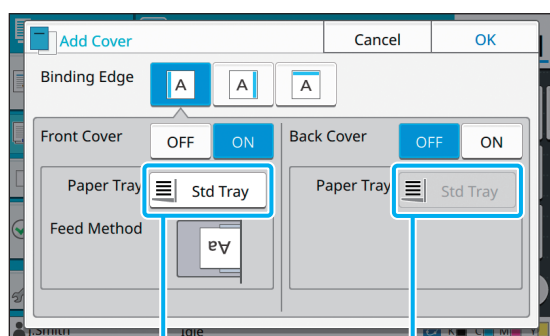 Add Cover Cancel OK
Binding Edge A A A
Front Cover OFF ON Back Cover OFF ON
Paper Tray Std Tray Paper Tray Std Tray
Feed Method Aa
J.Smith Idle K C M Y